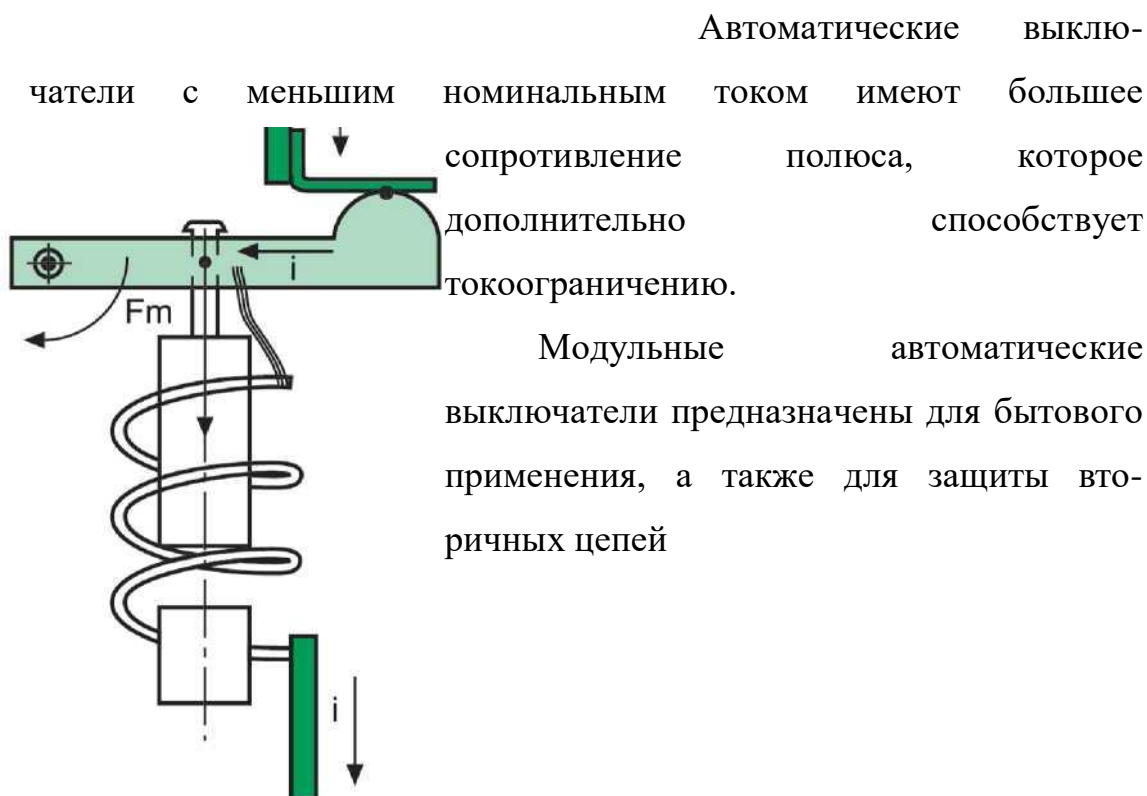 Автоматические выклю-
чатели с меньшим номинальным током имеют большее
сопротивление полюса, которое
дополнительно способствует
i
токоограничению.
Fm
Модульные автоматические
выключатели предназначены для бытового
применения, а также для защиты вто-
ричных цепей
i